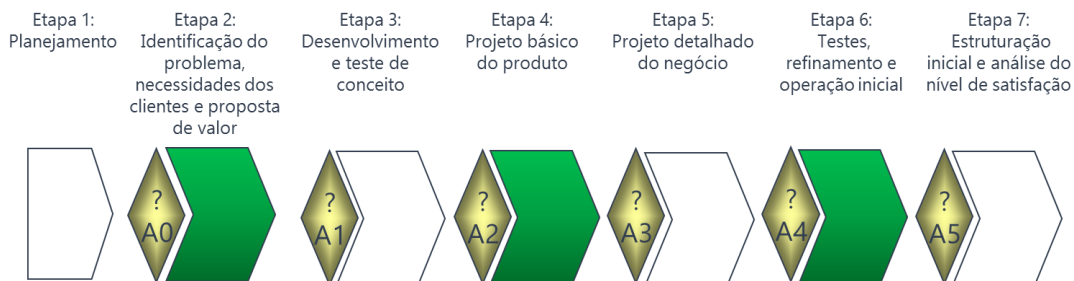 Etapa 1:
Planejamento
Etapa 2:
Identificação do
problema,
necessidades dos
clientes e proposta
de valor
Etapa 3:
Desenvolvimento
e teste de
conceito
Etapa 4:
Projeto básico
do produto
Etapa 5:
Projeto detalhado
do negócio
Etapa 6:
Testes,
refinamento e
operação inicial
Etapa 7:
Estruturação
inicial e análise do
nível de satisfação
?
A0
?
A1
?
A2
?
A3
?
A4
?
A5